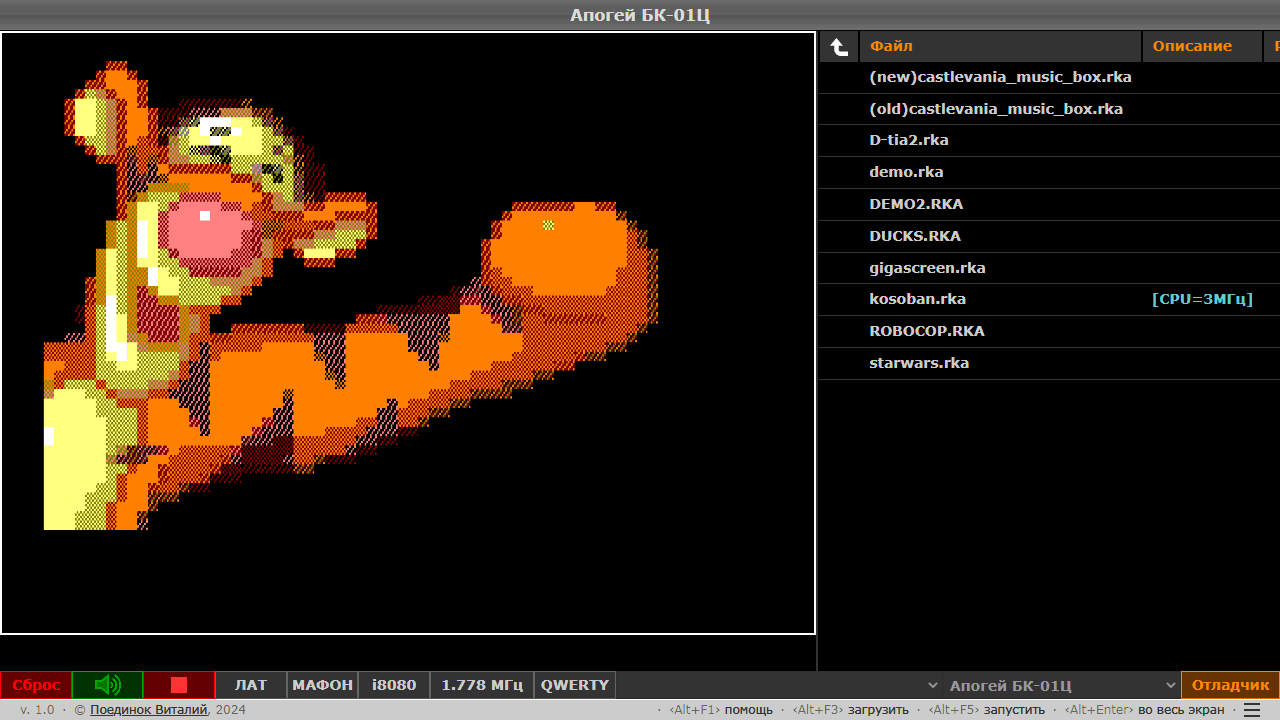 Апогей БК-01Ц
Файл Описание
(new)castlevania_music_box.rka
(old)castlevania_music_box.rka
D-tia2.rka
demo.rka
DEMO2.RKA
DUCKS.RKA
gigascreen.rka
kosoban.rka [CPU=3МГц]
ROBOCOP.RKA
starwars.rka
Сброс ЛАТ МАФОН i8080 1.778 МГц QWERTY Апогей БК-01Ц Отладчик
v. 1.0 · © Поединок Виталий, 2024 · ‹Alt+F1› помощь · ‹Alt+F3› загрузить · ‹Alt+F5› запустить · ‹Alt+Enter› во весь экран ·